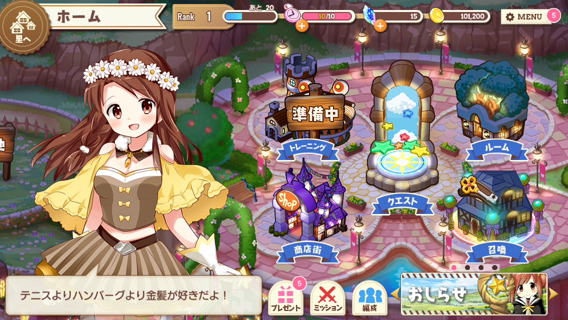 里へ
ホーム
Rank 1
あと 20
10/10
15
101,200
MENU
5
準備中
トレーニング
ルーム
クエスト
SHOP
商店街
召喚
テニスよりハンバーグより金髪が好きだよ！
5
プレゼント
ミッション
編成
おしらせ